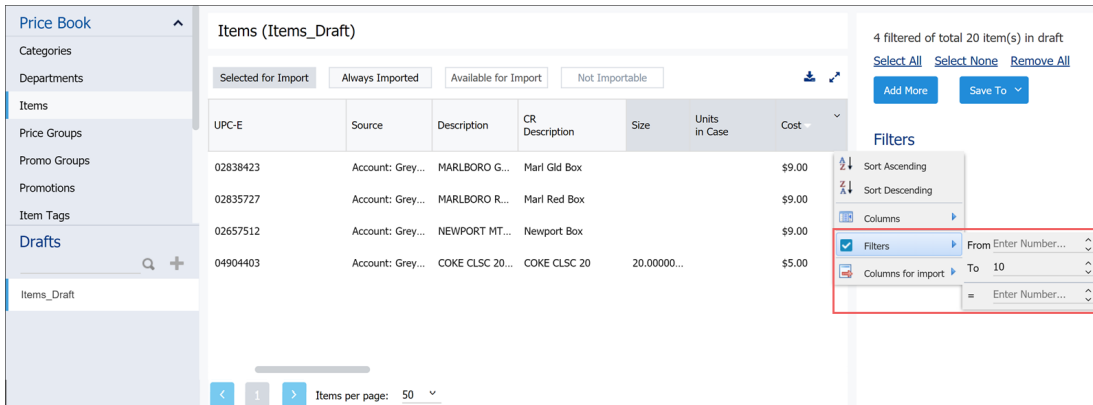 Price Book
Categories
Departments
Items
Price Groups
Promo Groups
Promotions
Item Tags
Drafts
Items_Draft
Items (Items_Draft)
Selected for Import Always Imported Available for Import Not Importable
UPC-E Source Description CR Description Size Units in Case Cost
02838423 Account: Grey... MARLBORO G... Marl Gld Box $9.00
02835727 Account: Grey... MARLBORO R... Marl Red Box $9.00
02657512 Account: Grey... NEWPORT MT... Newport Box $9.00
04904403 Account: Grey... COKE CLSC 20... COKE CLSC 20 20.00000... $5.00
1 Items per page: 50
4 filtered of total 20 item(s) in draft
Select All Select None Remove All
Add More Save To
Filters
Sort Ascending
Sort Descending
Columns
Filters
Columns for import
From Enter Number...
To 10
= Enter Number...